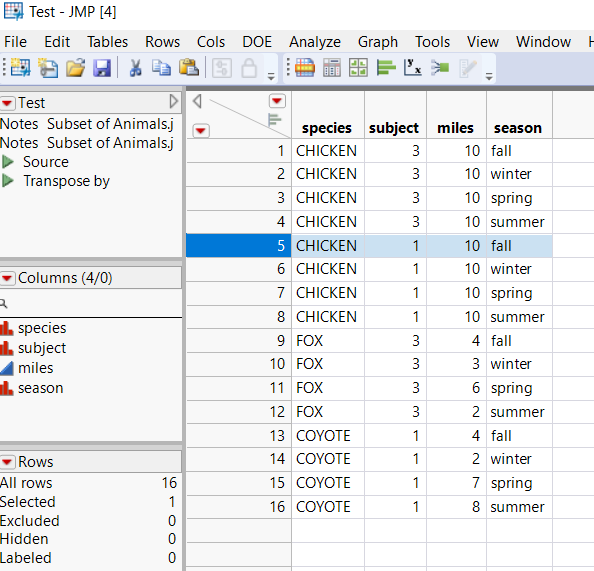 Test - JMP [4]
File Edit Tables Rows Cols DOE Analyze Graph Tools View Window H
Test
Notes Subset of Animals.j
Notes Subset of Animals.j
Source
Transpose by
Columns (4/0)
species
subject
miles
season
Rows
All rows 16
Selected 1
Excluded 0
Hidden 0
Labeled 0
species subject miles season
1 CHICKEN 3 10 fall
2 CHICKEN 3 10 winter
3 CHICKEN 3 10 spring
4 CHICKEN 3 10 summer
5 CHICKEN 1 10 fall
6 CHICKEN 1 10 winter
7 CHICKEN 1 10 spring
8 CHICKEN 1 10 summer
9 FOX 3 4 fall
10 FOX 3 3 winter
11 FOX 3 6 spring
12 FOX 3 2 summer
13 COYOTE 1 4 fall
14 COYOTE 1 2 winter
15 COYOTE 1 7 spring
16 COYOTE 1 8 summer